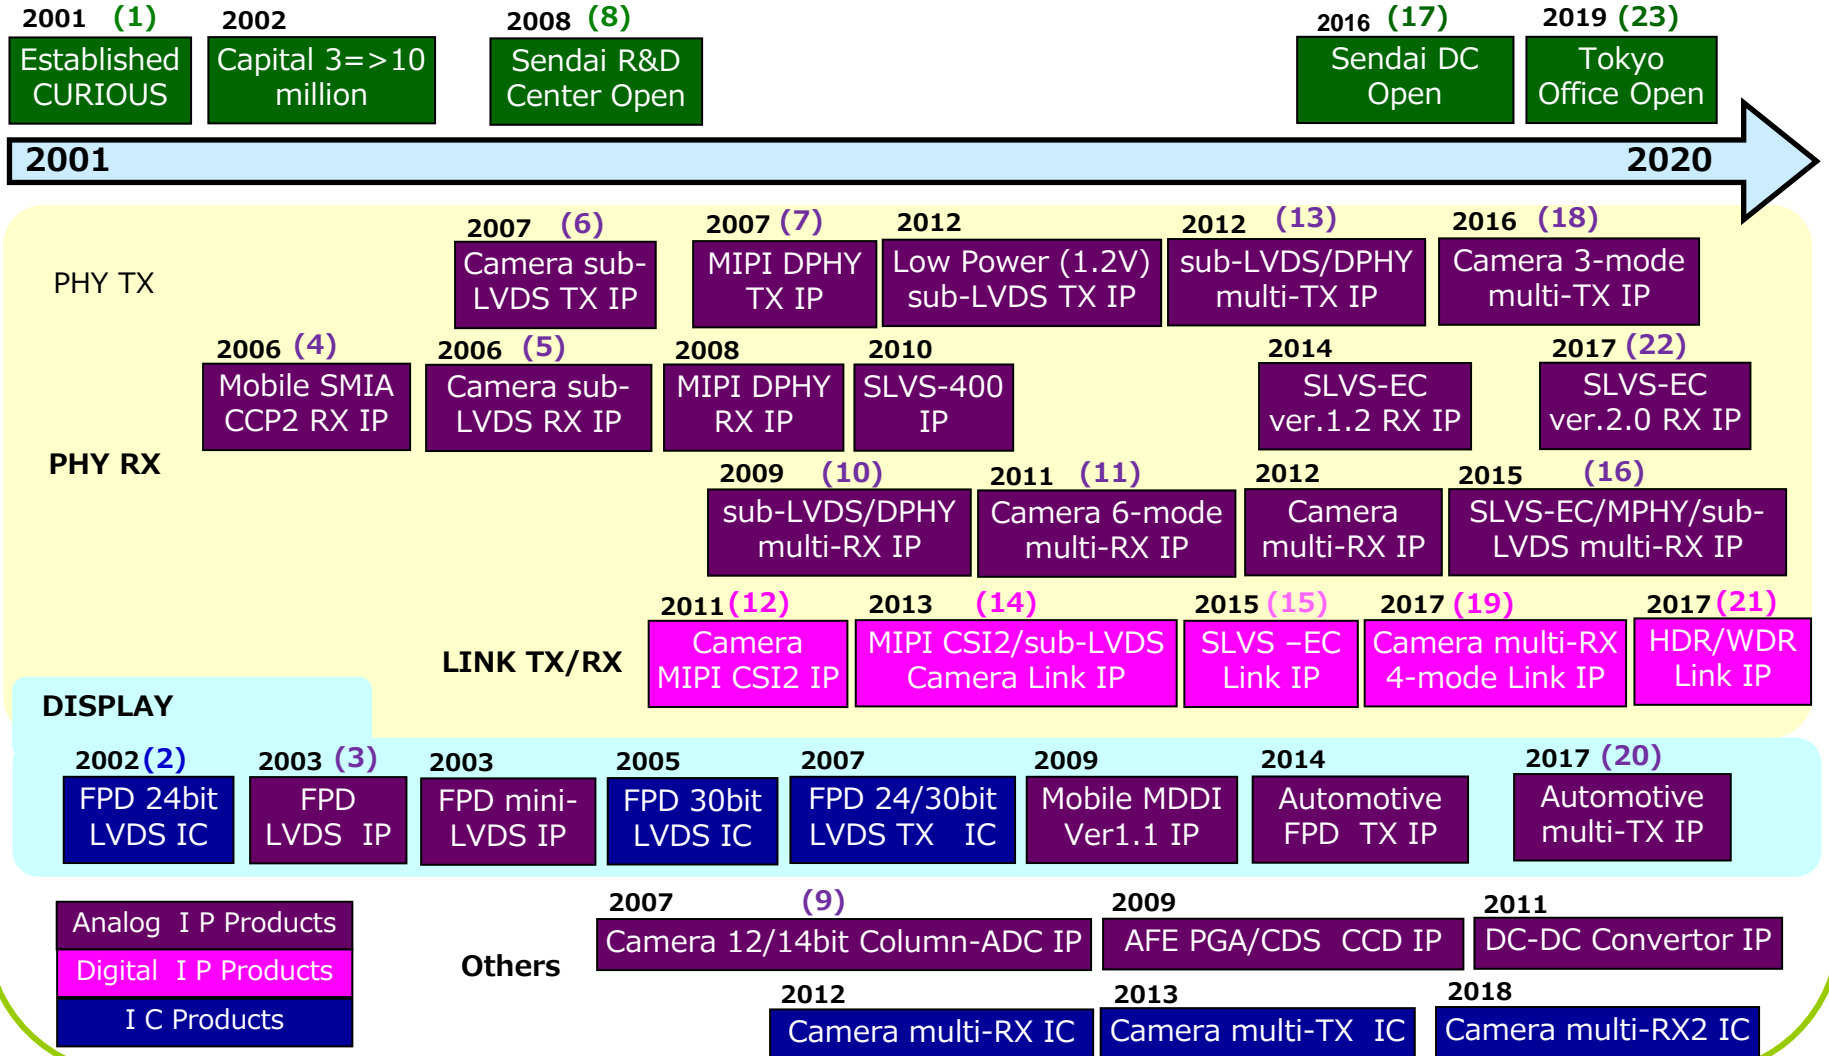 2001 (1)
Established
CURIOUS
2002
Capital 3=>10
million
2008 (8)
Sendai R&D
Center Open
2016 (17)
Sendai DC
Open
2019 (23)
Tokyo
Office Open
2001
2020
PHY TX
2007 (6)
Camera sub-
LVDS TX IP
2007 (7)
MIPI DPHY
TX IP
2012
Low Power (1.2V)
sub-LVDS TX IP
2012 (13)
sub-LVDS/DPHY
multi-TX IP
2016 (18)
Camera 3-mode
multi-TX IP
PHY RX
2006 (4)
Mobile SMIA
CCP2 RX IP
2006 (5)
Camera sub-
LVDS RX IP
2008
MIPI DPHY
RX IP
2010
SLVS-400
IP
2014
SLVS-EC
ver.1.2 RX IP
2017 (22)
SLVS-EC
ver.2.0 RX IP
2009 (10)
sub-LVDS/DPHY
multi-RX IP
2011 (11)
Camera 6-mode
multi-RX IP
2012
Camera
multi-RX IP
2015 (16)
SLVS-EC/MPHY/sub-
LVDS multi-RX IP
LINK TX/RX
2011 (12)
Camera
MIPI CSI2 IP
2013 (14)
MIPI CSI2/sub-LVDS
Camera Link IP
2015 (15)
SLVS –EC
Link IP
2017 (19)
Camera multi-RX
4-mode Link IP
2017 (21)
HDR/WDR
Link IP
DISPLAY
2002 (2)
FPD 24bit
LVDS IC
2003 (3)
FPD
LVDS IP
2003
FPD mini-
LVDS IP
2005
FPD 30bit
LVDS IC
2007
FPD 24/30bit
LVDS TX IC
2009
Mobile MDDI
Ver1.1 IP
2014
Automotive
FPD TX IP
2017 (20)
Automotive
multi-TX IP
Analog I P Products
Digital I P Products
I C Products
Others
2007 (9)
Camera 12/14bit Column-ADC IP
2009
AFE PGA/CDS CCD IP
2011
DC-DC Convertor IP
2012
Camera multi-RX IC
2013
Camera multi-TX IC
2018
Camera multi-RX2 IC